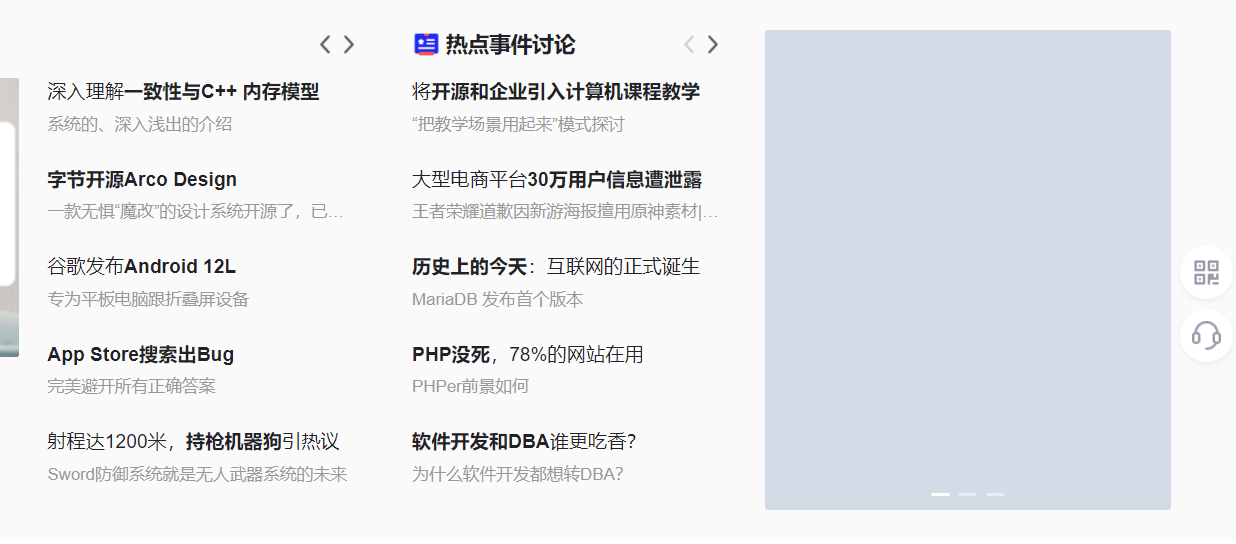 深入理解一致性与C++ 内存模型
系统的、深入浅出的介绍
字节开源Arco Design
一款无惧“魔改”的设计系统开源了，已…
谷歌发布Android 12L
专为平板电脑跟折叠屏设备
App Store搜索出Bug
完美避开所有正确答案
射程达1200米，持枪机器狗引热议
Sword防御系统就是无人武器系统的未来
热点事件讨论
将开源和企业引入计算机课程教学
“把教学场景用起来”模式探讨
大型电商平台30万用户信息遭泄露
王者荣耀道歉因新游海报擅用原神素材|…
历史上的今天：互联网的正式诞生
MariaDB 发布首个版本
PHP没死，78%的网站在用
PHPer前景如何
软件开发和DBA谁更吃香？
为什么软件开发都想转DBA？